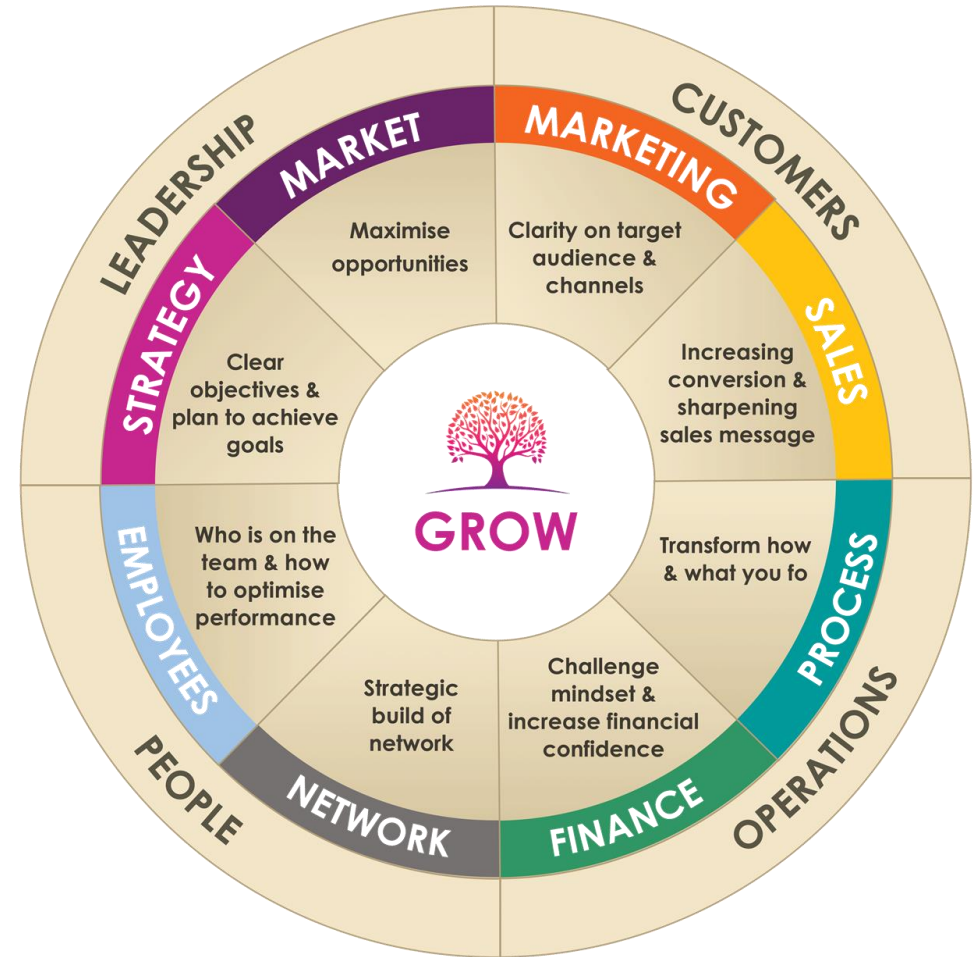 LEADERSHIP
CUSTOMERS
OPERATIONS
PEOPLE
MARKET
Maximise
opportunities
MARKETING
Clarity on target
audience &
channels
SALES
Increasing
conversion &
sharpening
sales message
PROCESS
Transform how
& what you fo
FINANCE
Challenge
mindset &
increase financial
confidence
NETWORK
Strategic
build of
network
EMPLOYEES
Who is on the
team & how
to optimise
performance
STRATEGY
Clear
objectives &
plan to achieve
goals
GROW